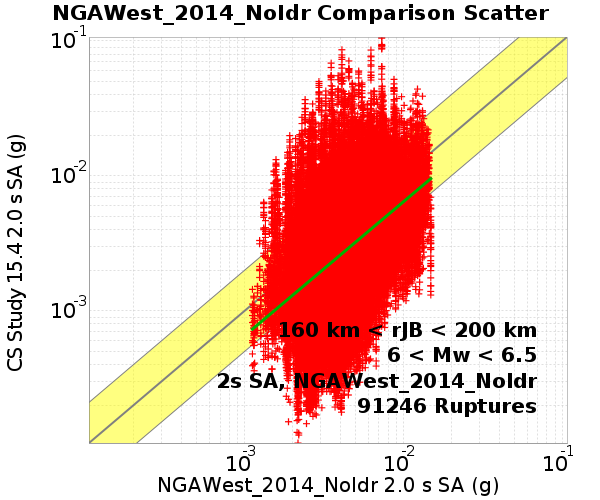 NGAWest_2014_NoIdr Comparison Scatter
CS Study 15.4 2.0 s SA (g)
10-1
10-2
10-3
160 km < rJB < 200 km
6 < Mw < 6.5
2s SA, NGAWest_2014_NoIdr
91246 Ruptures
10-3 10-2 10-1
NGAWest_2014_NoIdr 2.0 s SA (g)